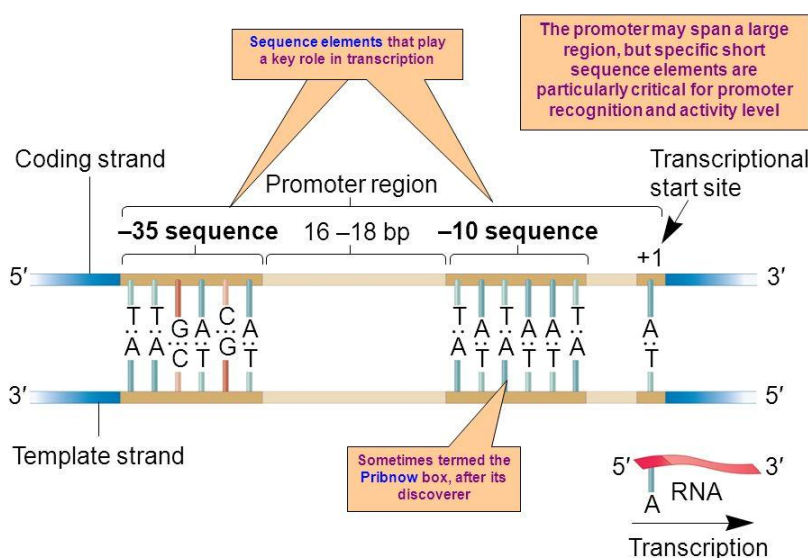 Sequence elements that play
a key role in transcription
The promoter may span a large
region, but specific short
sequence elements are
particularly critical for promoter
recognition and activity level
Coding strand
Promoter region
Transcriptional
start site
–35 sequence
16 –18 bp
–10 sequence
+1
5′
3′
T T G A C A
A A C T G T
T A T A A T
A T A T T A
A
T
3′
5′
Template strand
Sometimes termed the
Pribnow box, after its
discoverer
5′
3′
A
RNA
Transcription